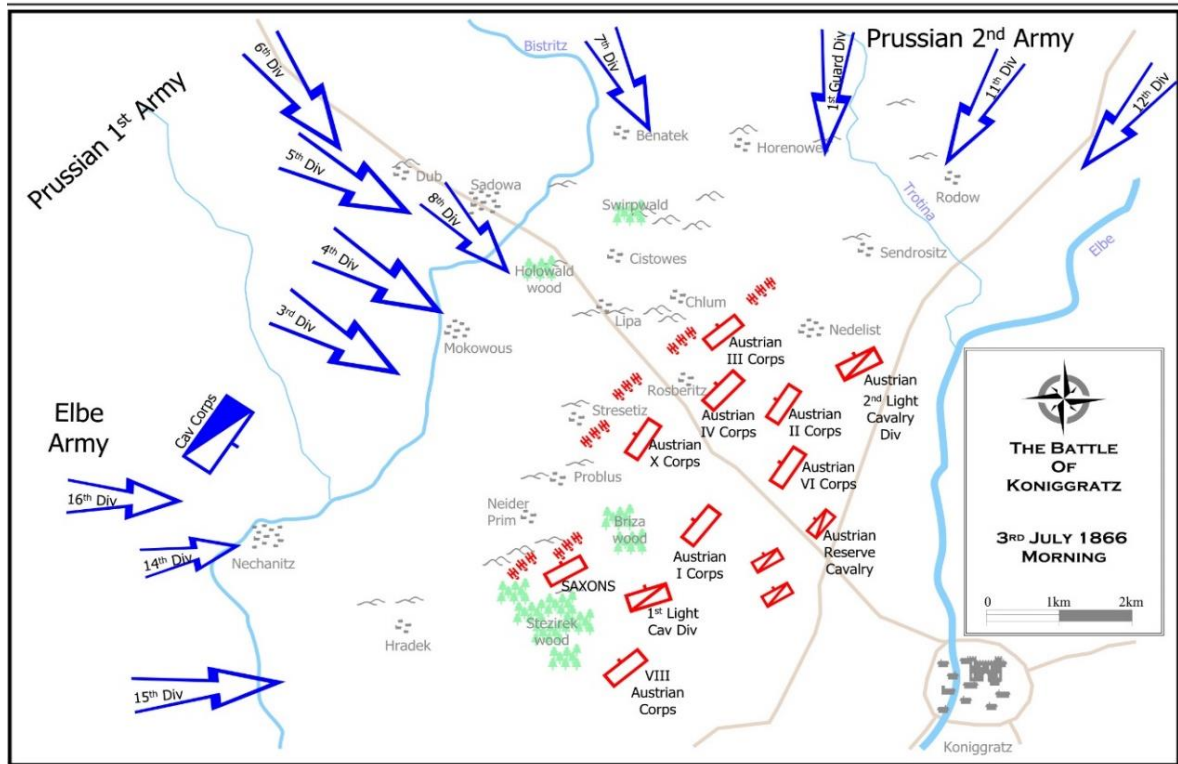 Prussian 1st Army
Prussian 2nd Army
Elbe
Army
6th Div
5th Div
8th Div
4th Div
3rd Div
7th Div
1st Guard Div
11th Div
12th Div
Cav Corps
16th Div
14th Div
15th Div
Bistritz
Trotina
Elbe
Benatek
Horenowes
Rodow
Dub
Sadowa
Swirpwald
Sendrositz
Holowald
wood
Cistowes
Chlum
Lipa
Nedelist
Mokowous
Rosberitz
Stresetiz
Problus
Neider
Prim
Briza
wood
Nechanitz
Hradek
Stezirek
wood
Austrian
III Corps
Austrian
2nd Light
Cavalry
Div
Austrian
IV Corps
Austrian
II Corps
Austrian
X Corps
Austrian
VI Corps
Austrian
I Corps
Austrian
Reserve
Cavalry
SAXONS
1st Light
Cav Div
VIII
Austrian
Corps
Koniggratz
The Battle
Of
Koniggratz
3rd July 1866
Morning
0 1km 2km